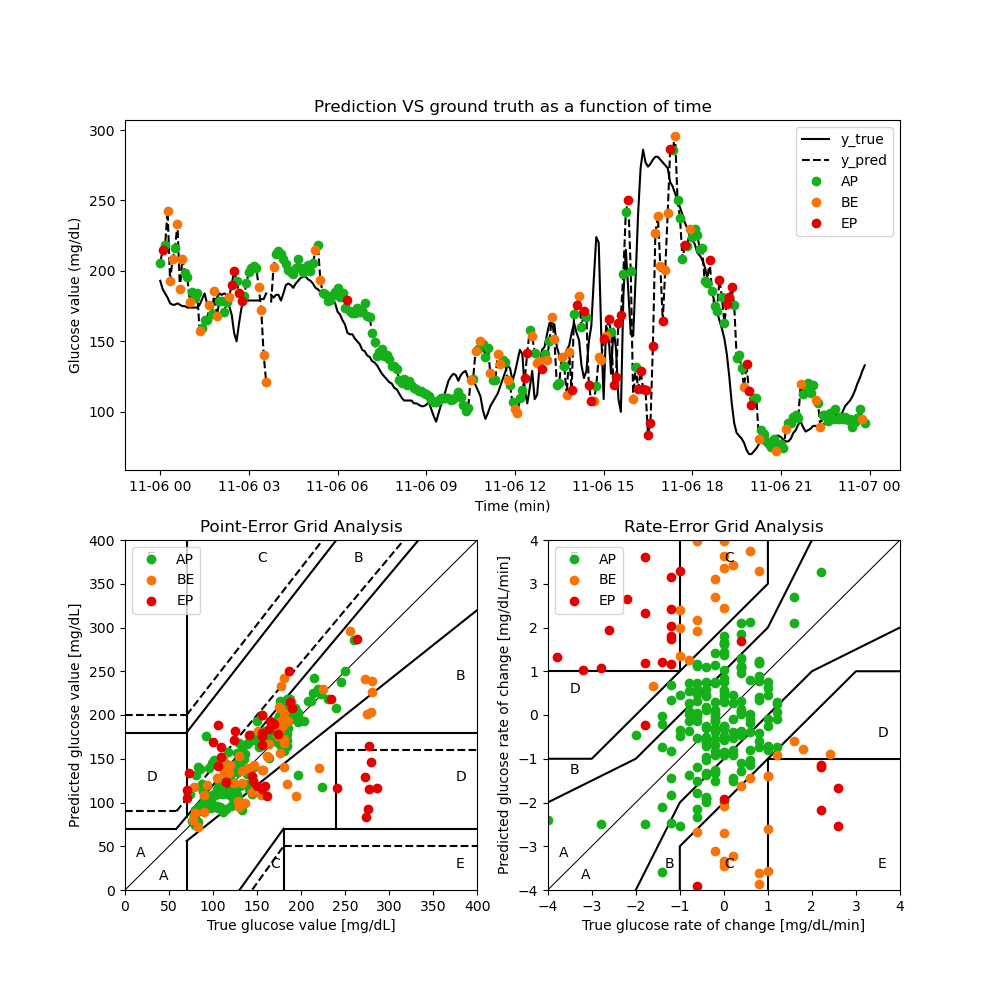 Prediction VS ground truth as a function of time
Glucose value (mg/dL)
300
250
200
150
100
y_true
y_pred
AP
BE
EP
11-06 00 11-06 03 11-06 06 11-06 09 11-06 12 11-06 15 11-06 18 11-06 21 11-07 00
Time (min)
Point-Error Grid Analysis
Predicted glucose value [mg/dL]
400
350
300
250
200
150
100
50
0
AP
BE
EP
C
B
B
D
D
A
A
C
E
0 50 100 150 200 250 300 350 400
True glucose value [mg/dL]
Rate-Error Grid Analysis
Predicted glucose rate of change [mg/dL/min]
4
3
2
1
0
−1
−2
−3
−4
AP
BE
EP
C
D
D
B
A
A
B
C
E
−4 −3 −2 −1 0 1 2 3 4
True glucose rate of change [mg/dL/min]